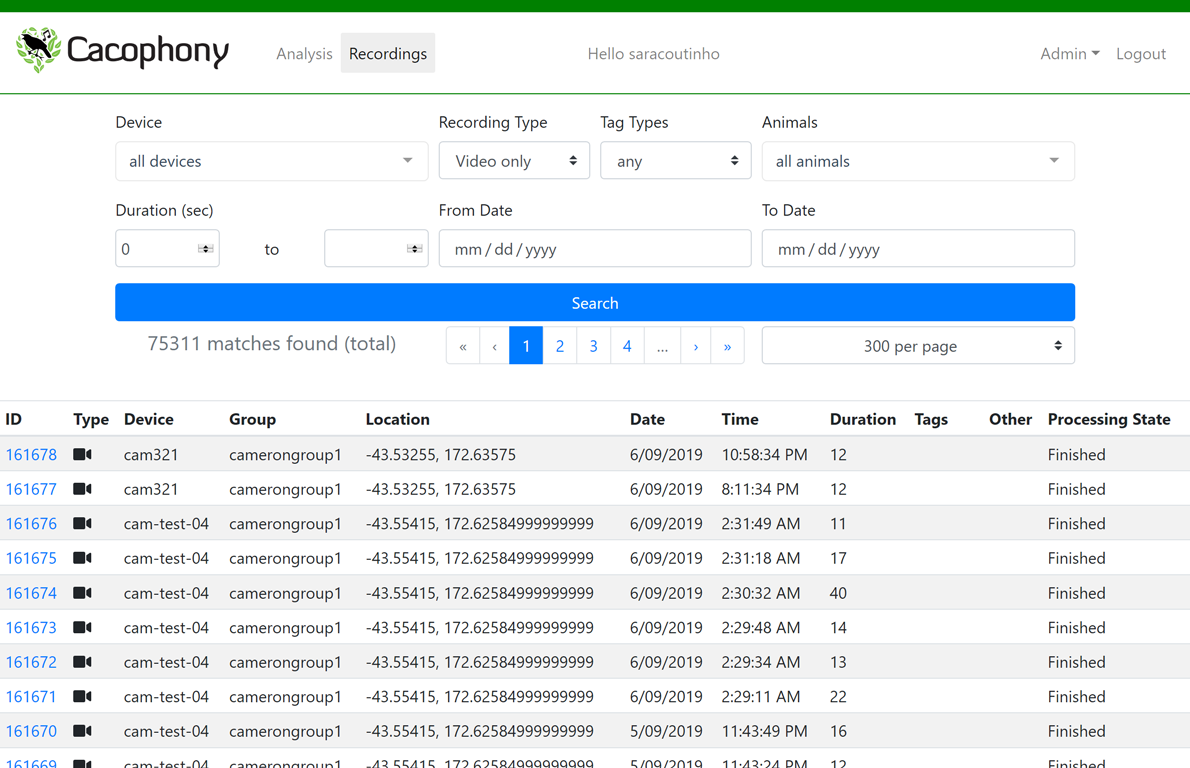 Cacophony Analysis Recordings Hello saracoutinho Admin Logout
Device Recording Type Tag Types Animals
all devices Video only any all animals
Duration (sec) From Date To Date
0 to mm / dd / yyyy mm / dd / yyyy
Search
75311 matches found (total) « ‹ 1 2 3 4 ... › » 300 per page
ID Type Device Group Location Date Time Duration Tags Other Processing State
161678 cam321 camerongroup1 -43.53255, 172.63575 6/09/2019 10:58:34 PM 12 Finished
161677 cam321 camerongroup1 -43.53255, 172.63575 6/09/2019 8:11:34 PM 12 Finished
161676 cam-test-04 camerongroup1 -43.55415, 172.62584999999999 6/09/2019 2:31:49 AM 11 Finished
161675 cam-test-04 camerongroup1 -43.55415, 172.62584999999999 6/09/2019 2:31:18 AM 17 Finished
161674 cam-test-04 camerongroup1 -43.55415, 172.62584999999999 6/09/2019 2:30:32 AM 40 Finished
161673 cam-test-04 camerongroup1 -43.55415, 172.62584999999999 6/09/2019 2:29:48 AM 14 Finished
161672 cam-test-04 camerongroup1 -43.55415, 172.62584999999999 6/09/2019 2:29:34 AM 13 Finished
161671 cam-test-04 camerongroup1 -43.55415, 172.62584999999999 6/09/2019 2:29:11 AM 22 Finished
161670 cam-test-04 camerongroup1 -43.55415, 172.62584999999999 5/09/2019 11:43:49 PM 16 Finished
161669 cam-test-04 camerongroup1 -43.55415, 172.62584999999999 5/09/2019 11:43:24 PM 12 Finished